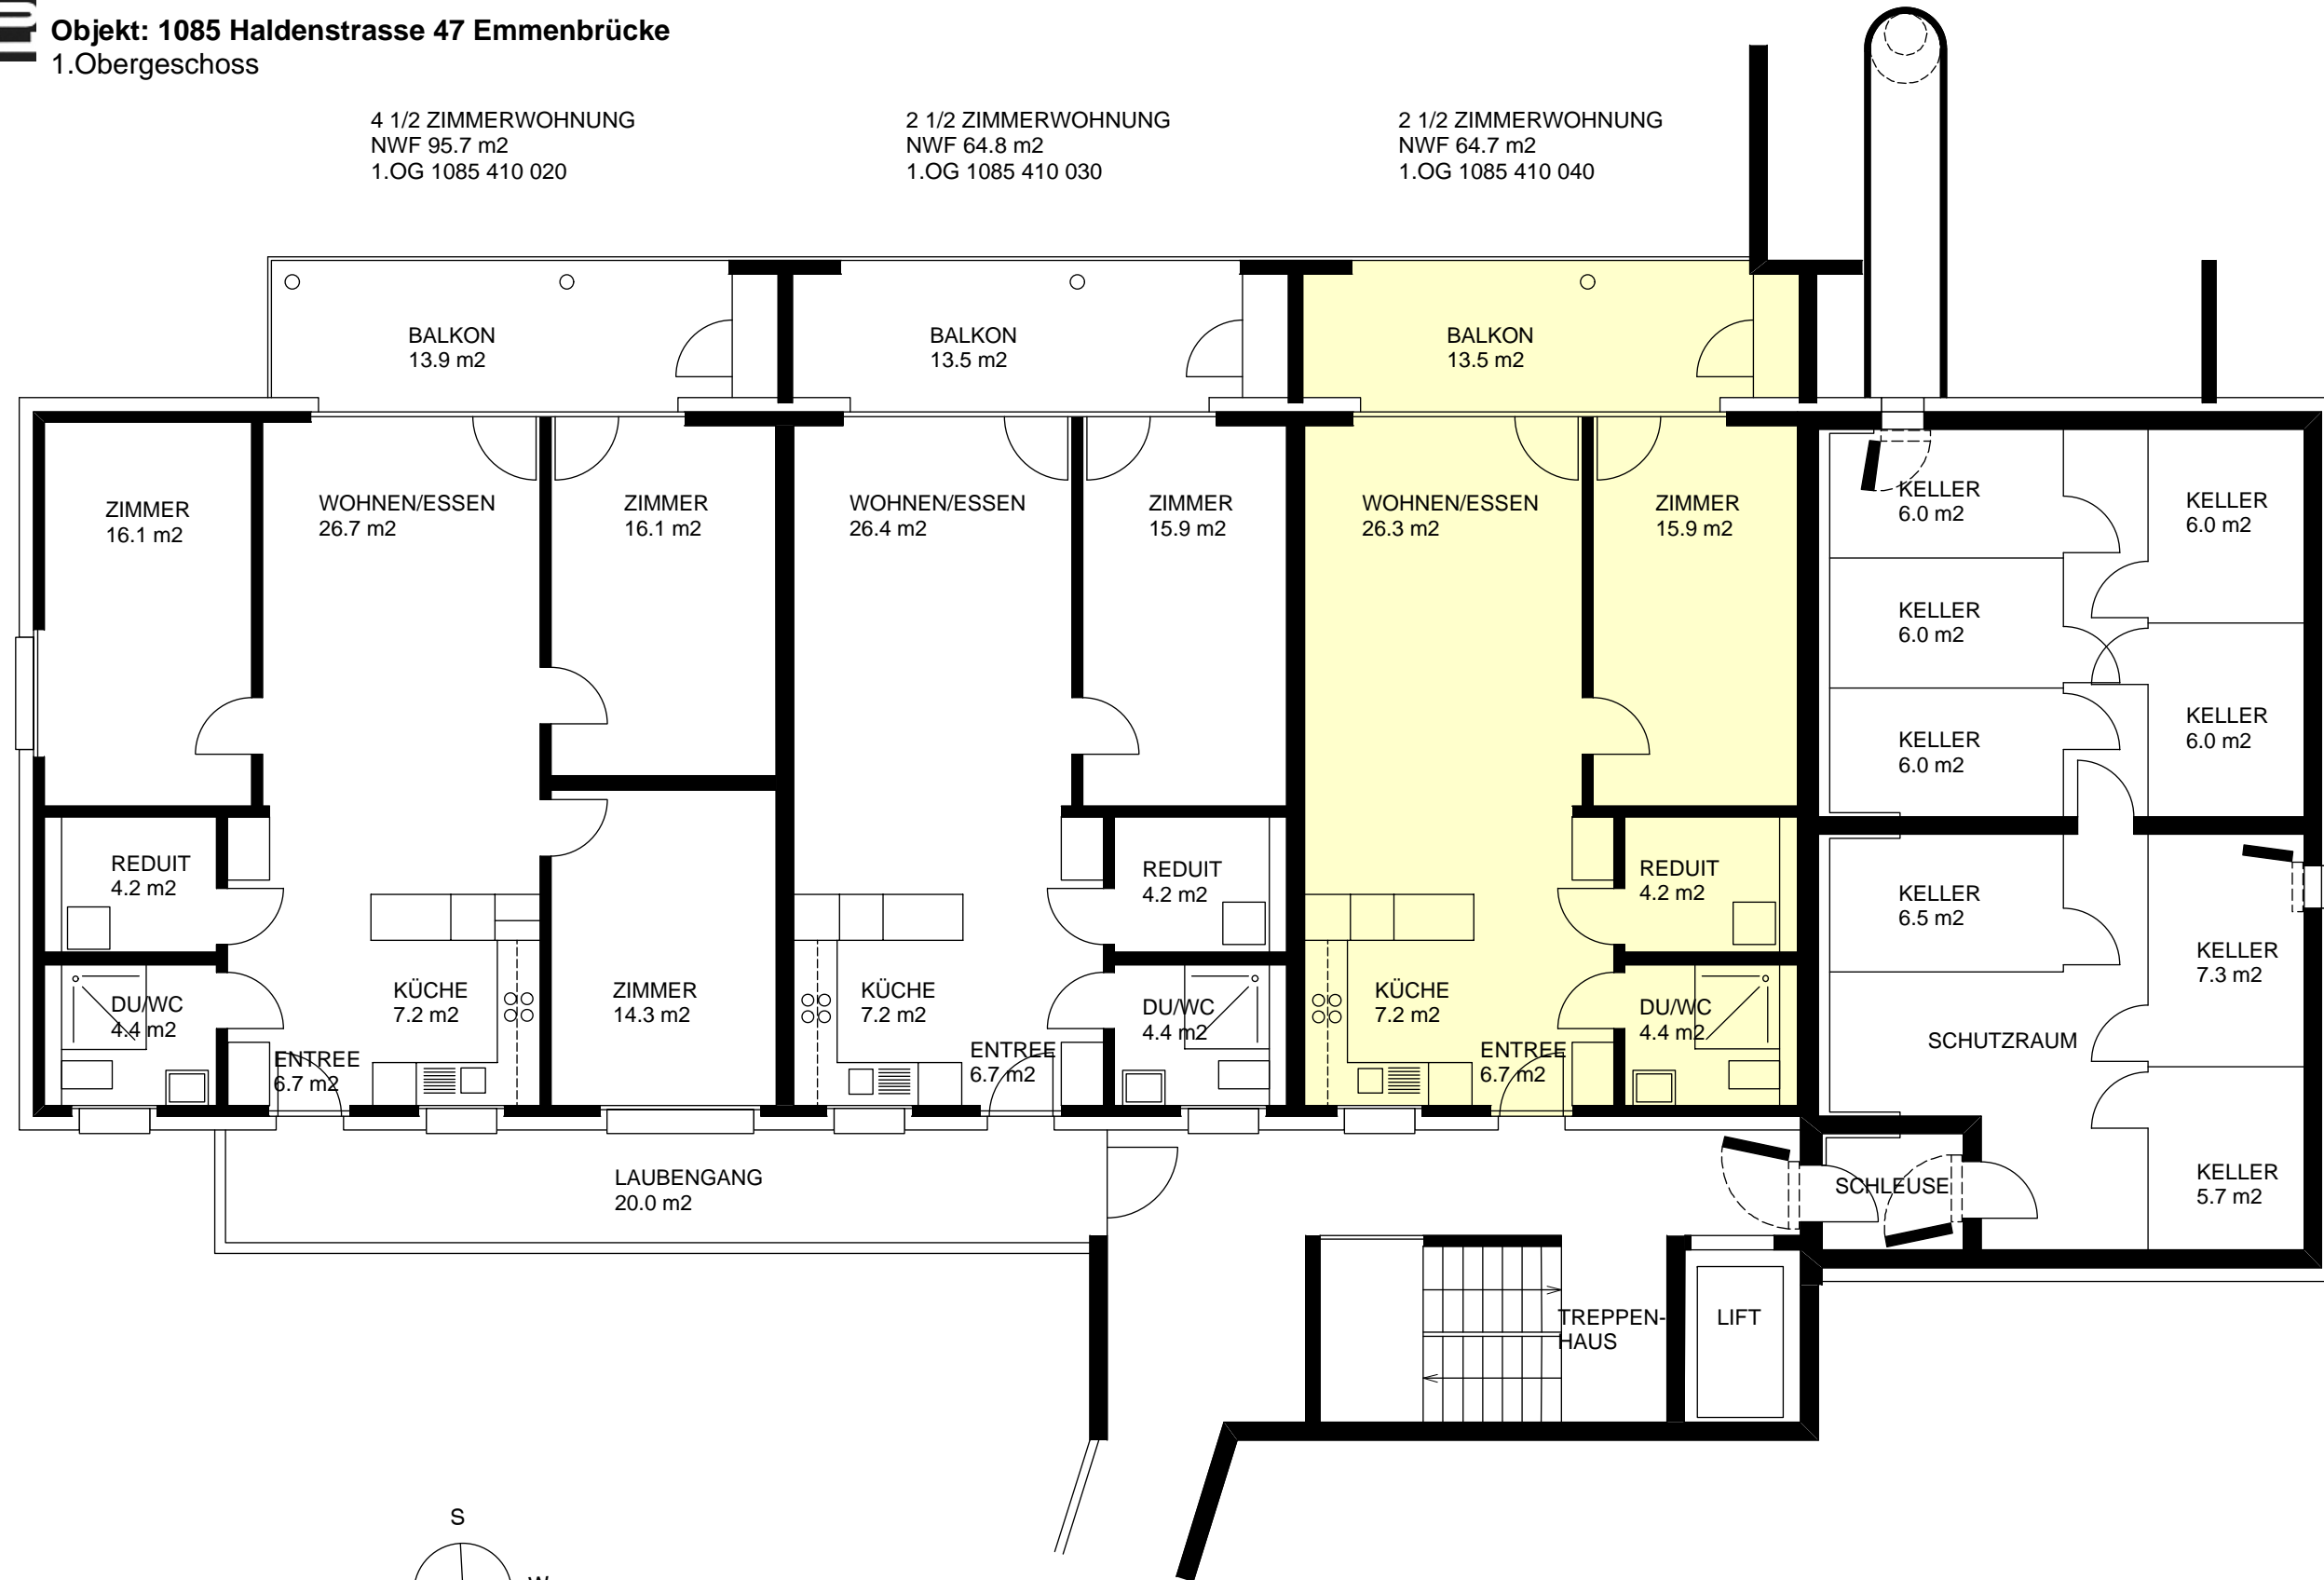 Objekt: 1085 Haldenstrasse 47 Emmenbrücke
1.Obergeschoss
4 1/2 ZIMMERWOHNUNG
NWF 95.7 m2
1.OG 1085 410 020
2 1/2 ZIMMERWOHNUNG
NWF 64.8 m2
1.OG 1085 410 030
2 1/2 ZIMMERWOHNUNG
NWF 64.7 m2
1.OG 1085 410 040
BALKON
13.9 m2
BALKON
13.5 m2
BALKON
13.5 m2
ZIMMER
16.1 m2
WOHNEN/ESSEN
26.7 m2
ZIMMER
16.1 m2
WOHNEN/ESSEN
26.4 m2
ZIMMER
15.9 m2
WOHNEN/ESSEN
26.3 m2
ZIMMER
15.9 m2
KELLER
6.0 m2
KELLER
6.0 m2
KELLER
6.0 m2
KELLER
6.0 m2
KELLER
6.0 m2
REDUIT
4.2 m2
REDUIT
4.2 m2
REDUIT
4.2 m2
KELLER
6.5 m2
KELLER
7.3 m2
DU/WC
4.4 m2
KÜCHE
7.2 m2
ZIMMER
14.3 m2
KÜCHE
7.2 m2
DU/WC
4.4 m2
KÜCHE
7.2 m2
DU/WC
4.4 m2
ENTREE
6.7 m2
ENTREE
6.7 m2
ENTREE
6.7 m2
SCHUTZRAUM
LAUBENGANG
20.0 m2
SCHLEUSE
KELLER
5.7 m2
TREPPEN-
HAUS
LIFT
S